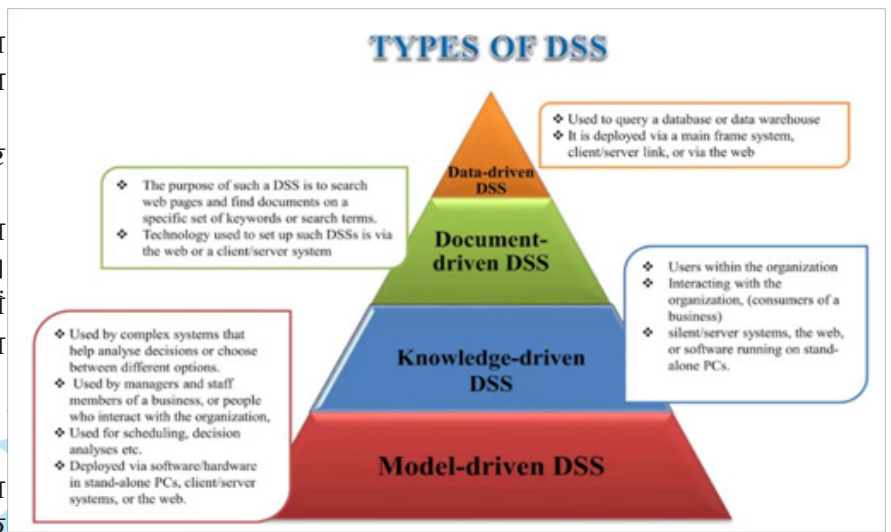 TYPES OF DSS
❖ Used to query a database or data warehouse
❖ It is deployed via a main frame system,
client/server link, or via the web
Data-driven
DSS
❖ The purpose of such a DSS is to search
web pages and find documents on a
specific set of keywords or search terms.
❖ Technology used to set up such DSSs is via
the web or a client/server system
Document-
driven DSS
❖ Users within the organization
❖ Interacting with the
organization, (consumers of a
business)
❖ silent/server systems, the web,
or software running on stand-
alone PCs.
Knowledge-driven
DSS
❖ Used by complex systems that
help analyse decisions or choose
between different options.
❖ Used by managers and staff
members of a business, or people
who interact with the organization,
❖ Used for scheduling, decision
analyses etc.
❖ Deployed via software/hardware
in stand-alone PCs, client/server
systems, or the web.
Model-driven DSS